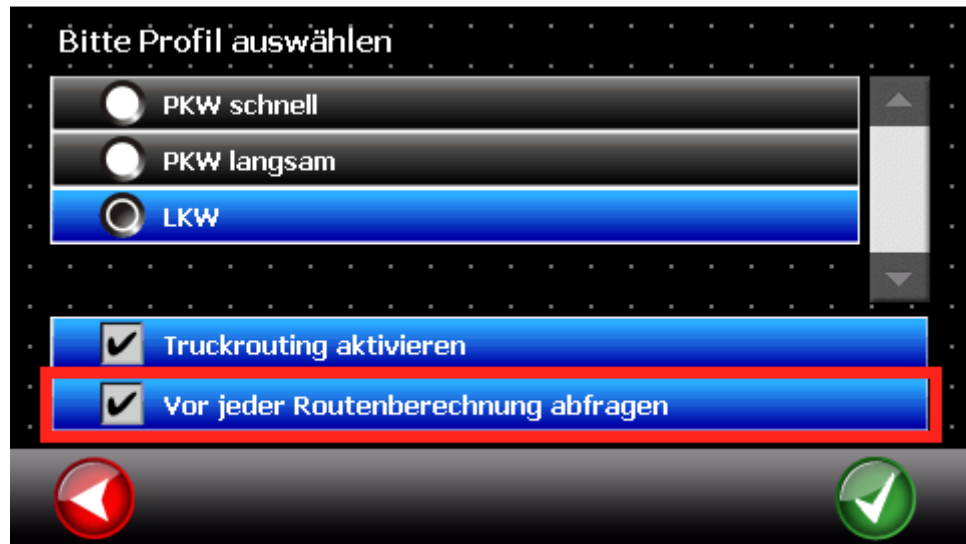 Bitte Profil auswählen
PKW schnell
PKW langsam
LKW
Truckrouting aktivieren
Vor jeder Routenberechnung abfragen